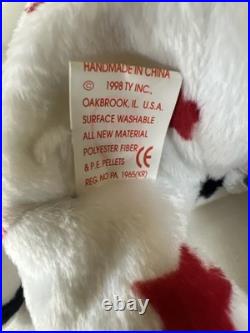 HANDMADE IN CHINA
© 1998 TY INC.,
OAKBROOK, IL. U.S.A.
SURFACE WASHABLE
ALL NEW MATERIAL
POLYESTER FIBER
& P.E. PELLETS CE
REG. NO PA. 1965(KR)